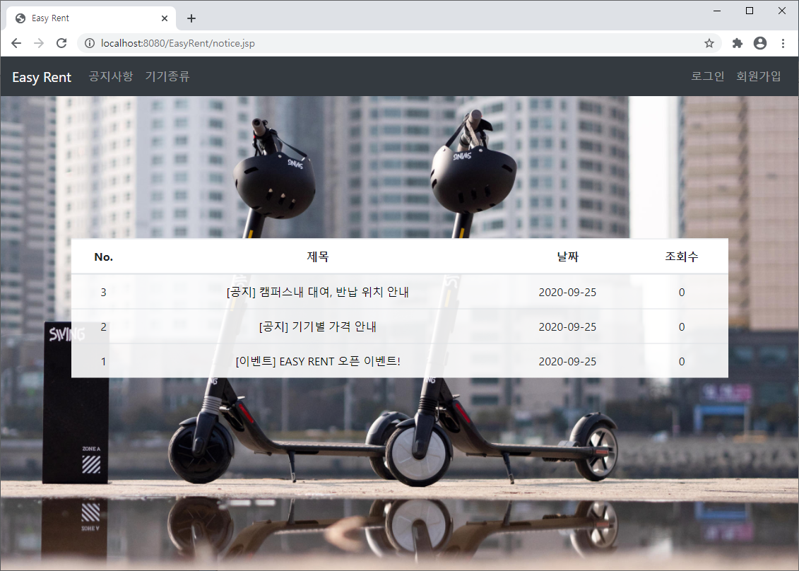 Easy Rent
localhost:8080/EasyRent/notice.jsp
Easy Rent 공지사항 기기종류 로그인 회원가입
SWING
SWING
No. 제목 날짜 조회수
3 [공지] 캠퍼스내 대여, 반납 위치 안내 2020-09-25 0
2 [공지] 기기별 가격 안내 2020-09-25 0
SWING
1 [이벤트] EASY RENT 오픈 이벤트! 2020-09-25 0
ZONE A